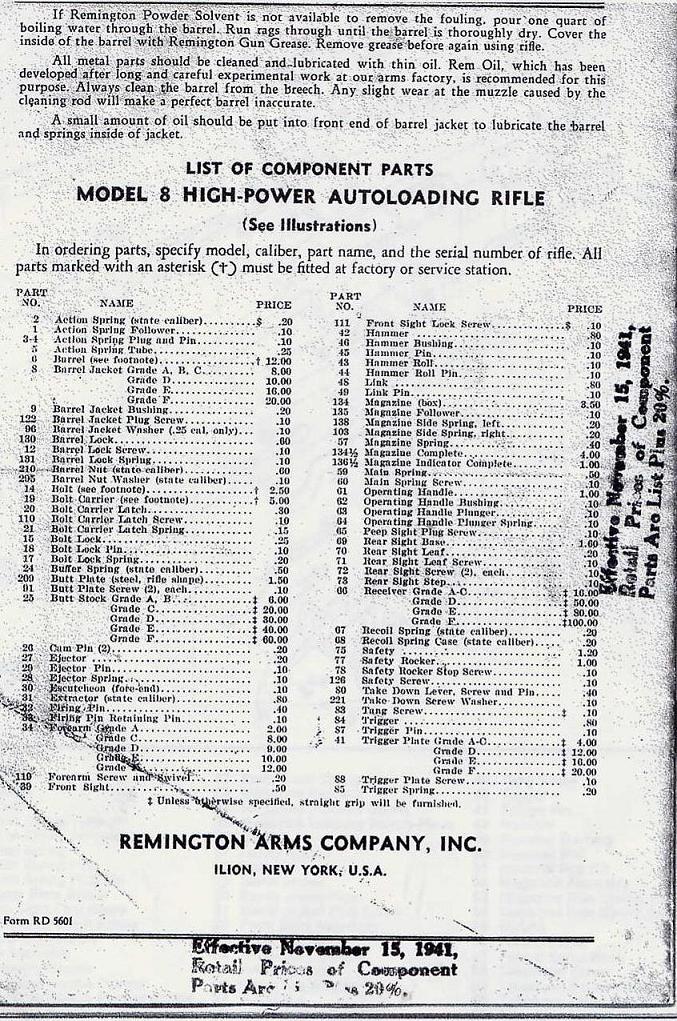 If Remington Powder Solvent is not available to remove the fouling, pour one quart of
boiling water through the barrel. Run rags through until the barrel is thoroughly dry. Cover the
inside of the barrel with Remington Gun Grease. Remove grease before again using rifle.
All metal parts should be cleaned and lubricated with thin oil. Rem Oil, which has been
developed after long and careful experimental work at our arms factory, is recommended for this
purpose. Always clean the barrel from the breech. Any slight wear at the muzzle caused by the
cleaning rod will make a perfect barrel inaccurate.
A small amount of oil should be put into front end of barrel jacket to lubricate the barrel
and springs inside of jacket.
LIST OF COMPONENT PARTS
MODEL 8 HIGH-POWER AUTOLOADING RIFLE
(See Illustrations)
In ordering parts, specify model, caliber, part name, and the serial number of rifle. All
parts marked with an asterisk (†) must be fitted at factory or service station.
PART
NO. NAME PRICE
2 Action Spring (state caliber) $ .20
1 Action Spring Follower .10
3-4 Action Spring Plug and Pin .10
5 Action Spring Tube .25
6 Barrel (see footnote) † 12.00
8 Barrel Jacket Grade A, B, C 8.00
Grade D 10.00
Grade E 16.00
Grade F 20.00
9 Barrel Jacket Bushing .20
122 Barrel Jacket Plug Screw .10
96 Barrel Jacket Washer (.25 cal. only) .10
130 Barrel Lock .60
12 Barrel Lock Screw .10
131 Barrel Lock Spring .10
210 Barrel Nut (state caliber) .60
295 Barrel Nut Washer (state caliber) .10
14 Bolt (see footnote) † 2.50
19 Bolt Carrier (see footnote) † 5.00
20 Bolt Carrier Latch .30
110 Bolt Carrier Latch Screw .10
21 Bolt Carrier Latch Spring .15
15 Bolt Lock .25
18 Bolt Lock Pin .10
17 Bolt Lock Spring .20
24 Buffer Spring (state caliber) .50
209 Butt Plate (steel, rifle shape) 1.50
91 Butt Plate Screw (2), each .10
25 Butt Stock Grade A, B ‡ 6.00
Grade C ‡ 20.00
Grade D ‡ 30.00
Grade E ‡ 40.00
Grade F ‡ 60.00
26 Cam Pin (2) .20
27 Ejector .20
29 Ejector Pin .10
28 Ejector Spring .10
30 Escutcheon (fore-end) .10
31 Extractor (state caliber) .80
32 Firing Pin .40
33 Firing Pin Retaining Pin .10
34 Forearm Grade A 2.00
Grade C 8.00
Grade D 9.00
Grade E 10.00
Grade F 12.00
119 Forearm Screw and Swivel .20
39 Front Sight .50
PART
NO. NAME PRICE
111 Front Sight Lock Screw $ .10
42 Hammer .80
46 Hammer Bushing .10
45 Hammer Pin .10
43 Hammer Roll .10
44 Hammer Roll Pin .10
48 Link .80
49 Link Pin .10
134 Magazine (box) 3.50
135 Magazine Follower .10
138 Magazine Side Spring, left .20
103 Magazine Side Spring, right .20
57 Magazine Spring .40
134½ Magazine Complete 4.00
136½ Magazine Indicator Complete 1.00
59 Main Spring
60 Main Spring Screw .10
61 Operating Handle 1.00
62 Operating Handle Bushing .10
63 Operating Handle Plunger .10
64 Operating Handle Plunger Spring .10
65 Peep Sight Plug Screw .10
69 Rear Sight Base 1.60
70 Rear Sight Leaf .20
71 Rear Sight Leaf Screw .10
72 Rear Sight Screw (2), each .10
73 Rear Sight Step .10
66 Receiver Grade A-C ‡ 16.00
Grade D ‡ 50.00
Grade E ‡ 80.00
Grade F ‡100.00
67 Recoil Spring (state caliber) .20
68 Recoil Spring Case (state caliber) .20
75 Safety 1.20
77 Safety Rocker 1.00
78 Safety Rocker Stop Screw .10
126 Safety Screw .10
80 Take Down Lever, Screw and Pin .40
221 Take Down Screw Washer .10
83 Tang Screw ‡ .10
84 Trigger .80
87 Trigger Pin .10
41 Trigger Plate Grade A-C ‡ 4.00
Grade D ‡ 12.00
Grade E ‡ 16.00
Grade F ‡ 20.00
88 Trigger Plate Screw .10
85 Trigger Spring .20
‡ Unless otherwise specified, straight grip will be furnished.
Effective November 15, 1941,
Retail Prices of Component
Parts Are List Plus 20%.
REMINGTON ARMS COMPANY, INC.
ILION, NEW YORK, U.S.A.
Form RD 5601
Effective November 15, 1941,
Retail Prices of Component
Parts Are Plus 20%.